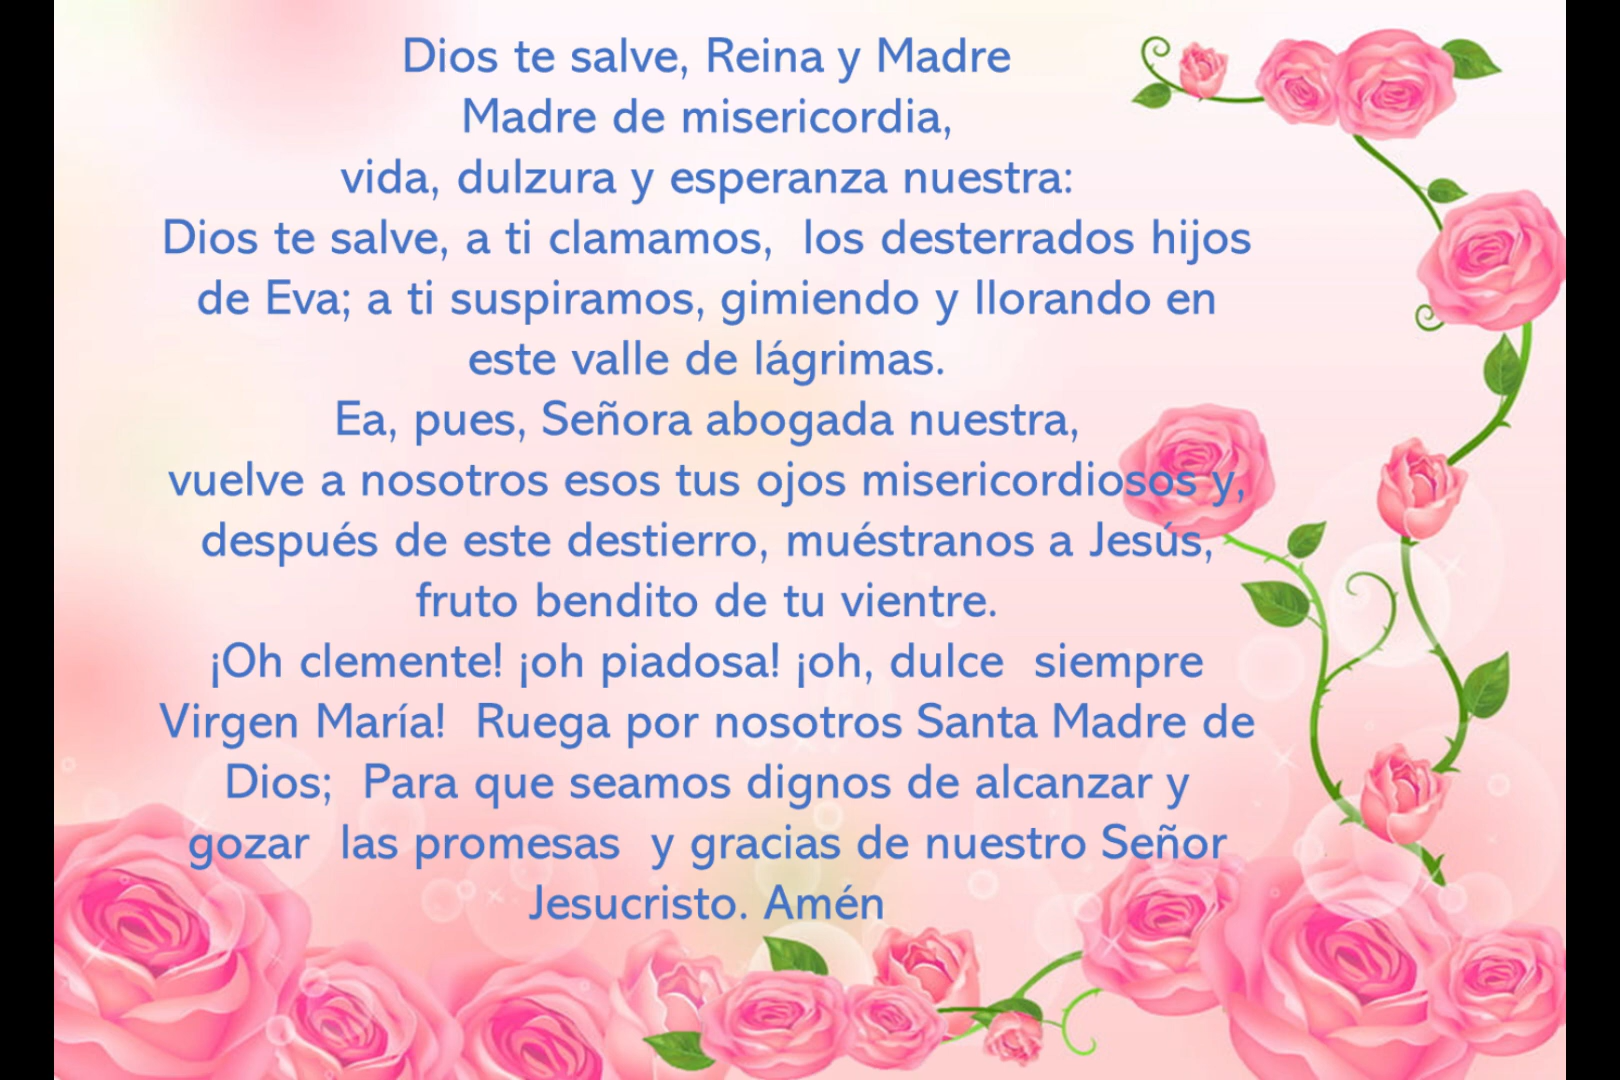 Dios te salve, Reina y Madre
Madre de misericordia,
vida, dulzura y esperanza nuestra:
Dios te salve, a ti clamamos,  los desterrados hijos
de Eva; a ti suspiramos, gimiendo y llorando en
este valle de lágrimas.
Ea, pues, Señora abogada nuestra,
vuelve a nosotros esos tus ojos misericordiosos y,
después de este destierro, muéstranos a Jesús,
fruto bendito de tu vientre.
¡Oh clemente! ¡oh piadosa! ¡oh, dulce  siempre
Virgen María!  Ruega por nosotros Santa Madre de
Dios;  Para que seamos dignos de alcanzar y
gozar  las promesas  y gracias de nuestro Señor
Jesucristo. Amén